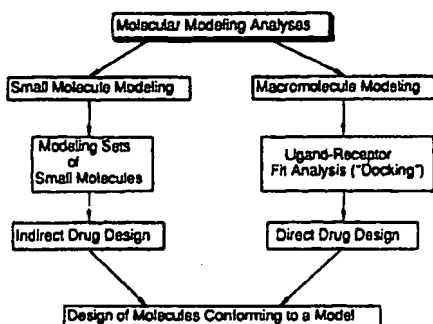 Molecular Modeling Analyses
Small Molecule Modeling
Macromolecule Modeling
Modeling Sets
of
Small Molecules
Ligand-Receptor
Fit Analysis ("Docking")
Indirect Drug Design
Direct Drug Design
Design of Molecules Conforming to a Model